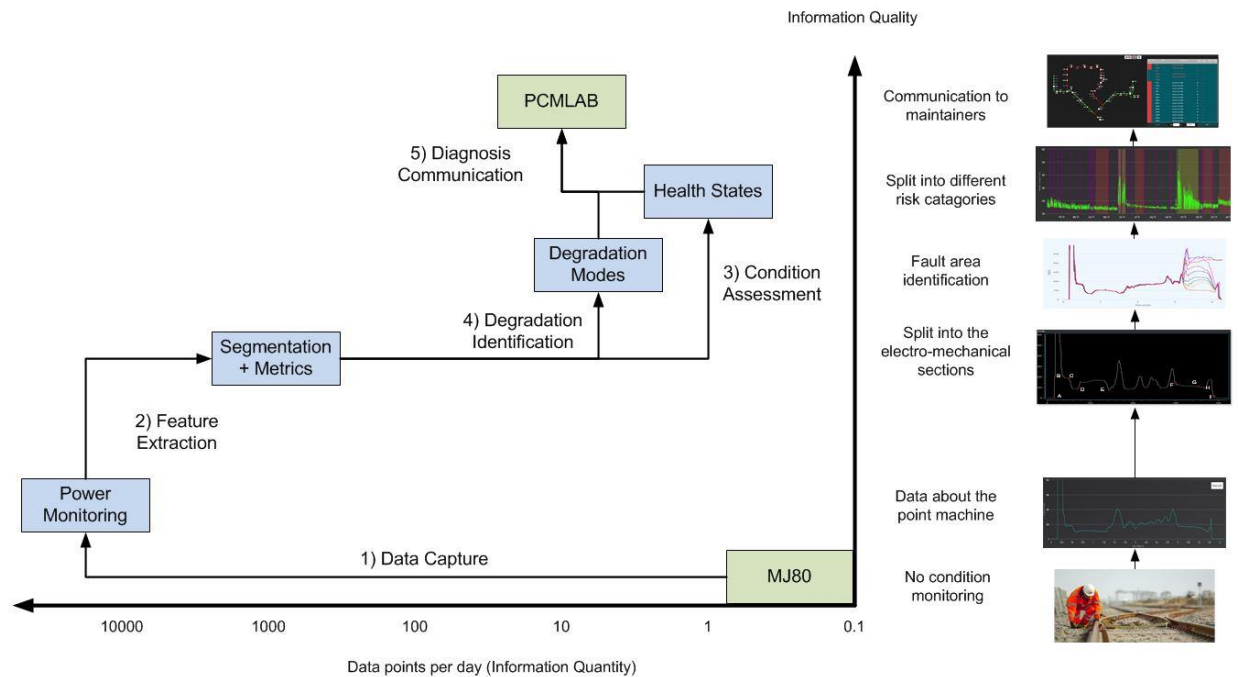 Information Quality
PCMLAB
Communication to
maintainers
5) Diagnosis
Communication
Health States
Split into different
risk catagories
Degradation
Modes
3) Condition
Assessment
Fault area
identification
4) Degradation
Identification
Segmentation
+ Metrics
Split into the
electro-mechanical
sections
B C
D E
A
F G H
2) Feature
Extraction
Power
Monitoring
Data about the
point machine
1) Data Capture
MJ80
No condition
monitoring
10000 1000 100 10 1 0.1
Data points per day (Information Quantity)